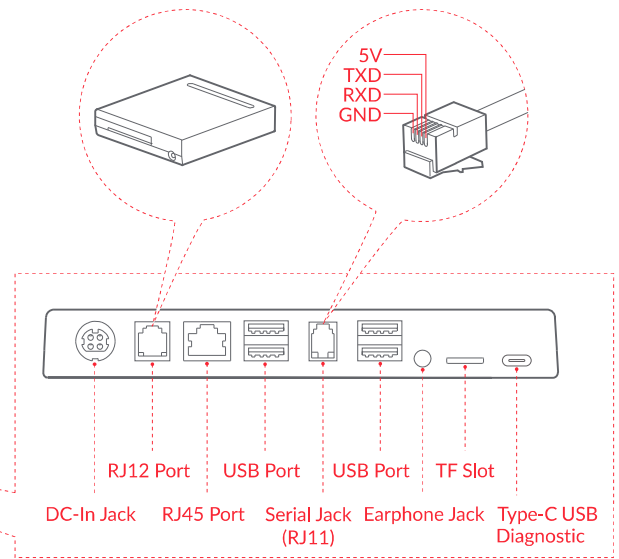 5V
TXD
RXD
GND
RJ12 Port
USB Port
USB Port
TF Slot
DC-In Jack
RJ45 Port
Serial Jack
(RJ11)
Earphone Jack
Type-C USB
Diagnostic